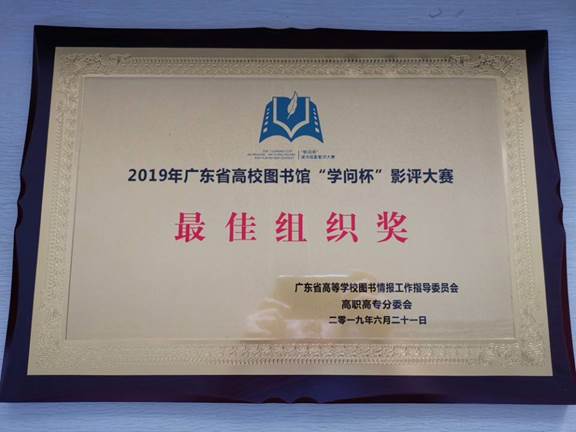 "学问杯"
2019年广东省高校图书馆“学问杯”影评大赛
最佳组织奖
广东省高等学校图书情报工作指导委员会
高职高专分委会
二零一九年六月二十一日